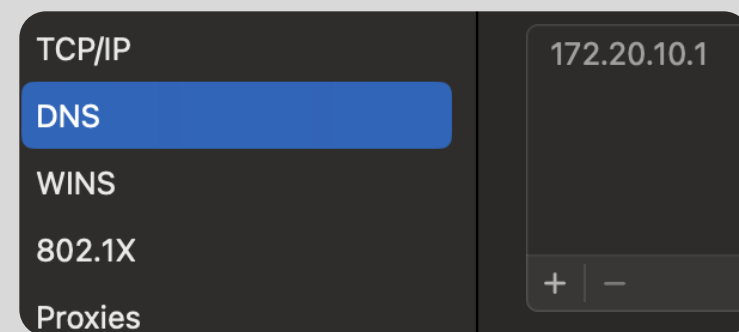 TCP/IP
DNS
WINS
802.1X
Proxies
172.20.10.1
+ −